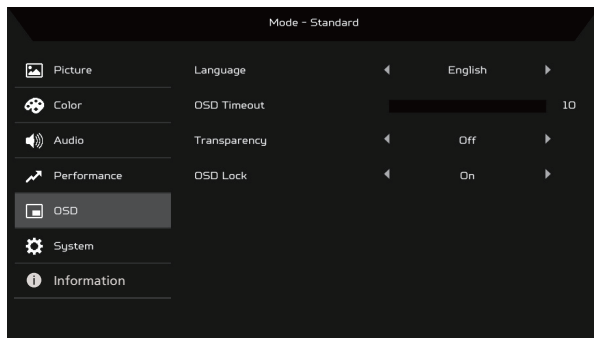 Mode - Standard
Picture
Language English
Color
OSD Timeout 10
Audio
Transparency Off
Performance
OSD Lock On
OSD
System
Information